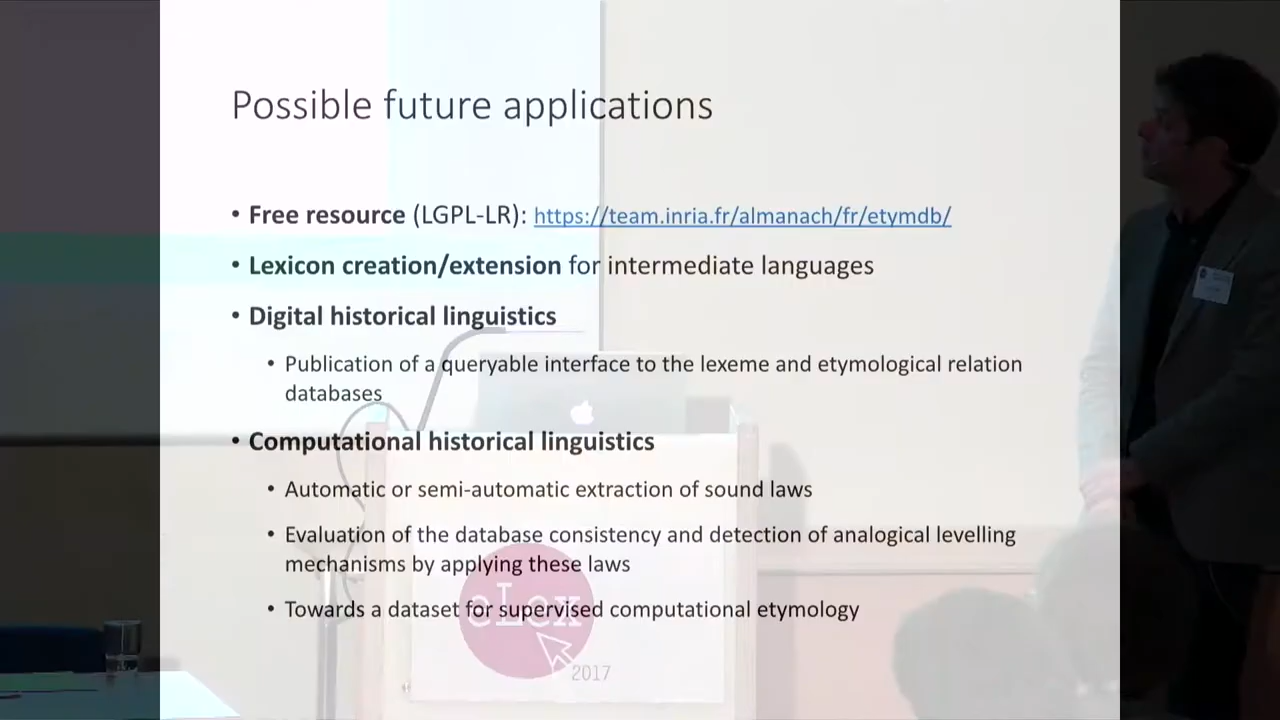 Possible future applications
• Free resource (LGPL-LR): https://team.inria.fr/almanach/fr/etymdb/
• Lexicon creation/extension for intermediate languages
• Digital historical linguistics
• Publication of a queryable interface to the lexeme and etymological relation
databases
• Computational historical linguistics
• Automatic or semi-automatic extraction of sound laws
• Evaluation of the database consistency and detection of analogical levelling
mechanisms by applying these laws
• Towards a dataset for supervised computational etymology
eLex
2017